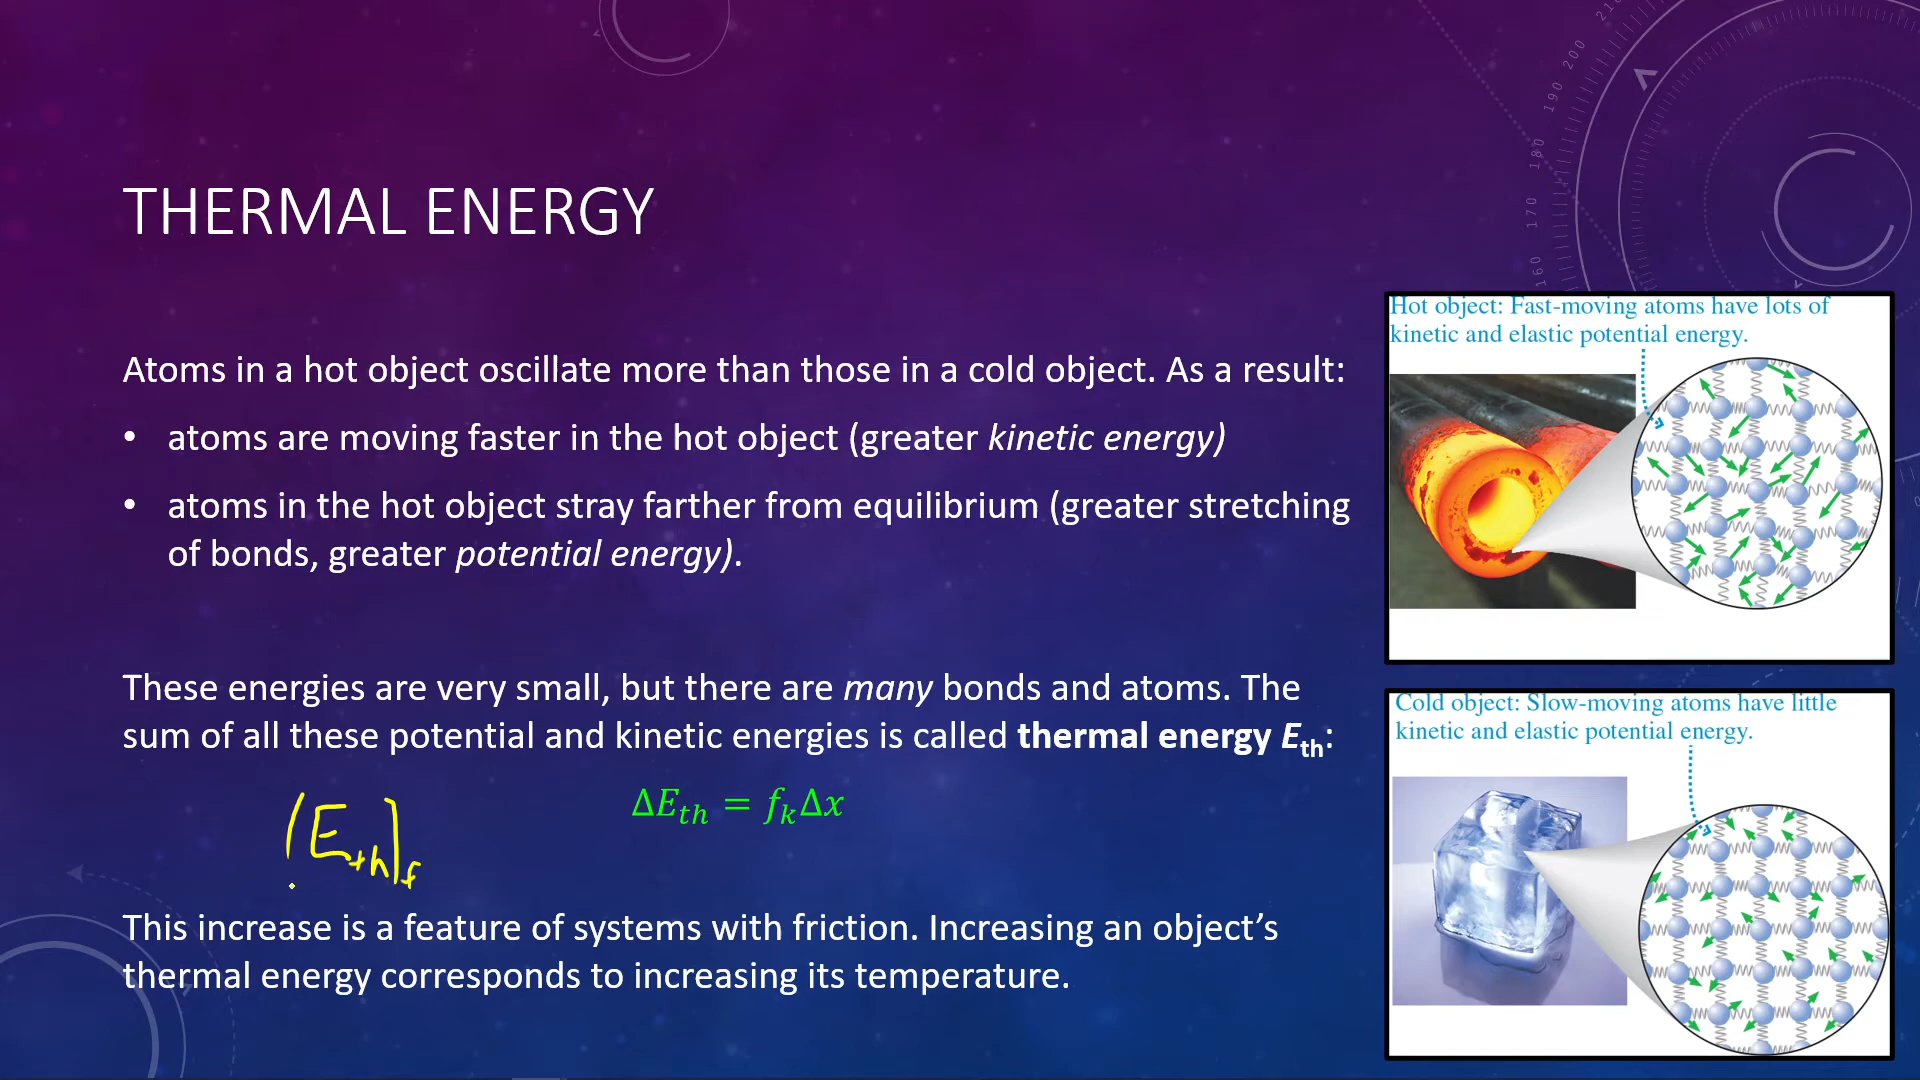 THERMAL ENERGY
Atoms in a hot object oscillate more than those in a cold object. As a result:
• atoms are moving faster in the hot object (greater kinetic energy)
• atoms in the hot object stray farther from equilibrium (greater stretching
of bonds, greater potential energy).
These energies are very small, but there are many bonds and atoms. The
sum of all these potential and kinetic energies is called thermal energy E_th:
ΔE_th = f_kΔx
(E_th)_f
This increase is a feature of systems with friction. Increasing an object’s
thermal energy corresponds to increasing its temperature.
Hot object: Fast-moving atoms have lots of
kinetic and elastic potential energy.
Cold object: Slow-moving atoms have little
kinetic and elastic potential energy.
160
170
180
190
200